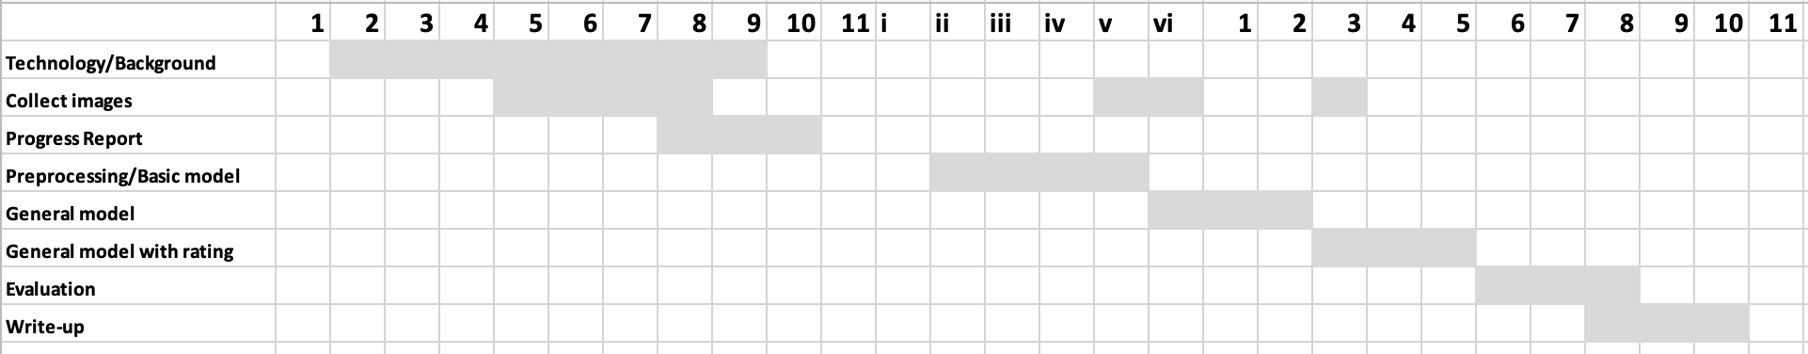 1 2 3 4 5 6 7 8 9 10 11 i ii iii iv v vi 1 2 3 4 5 6 7 8 9 10 11
Technology/Background
Collect images
Progress Report
Preprocessing/Basic model
General model
General model with rating
Evaluation
Write-up